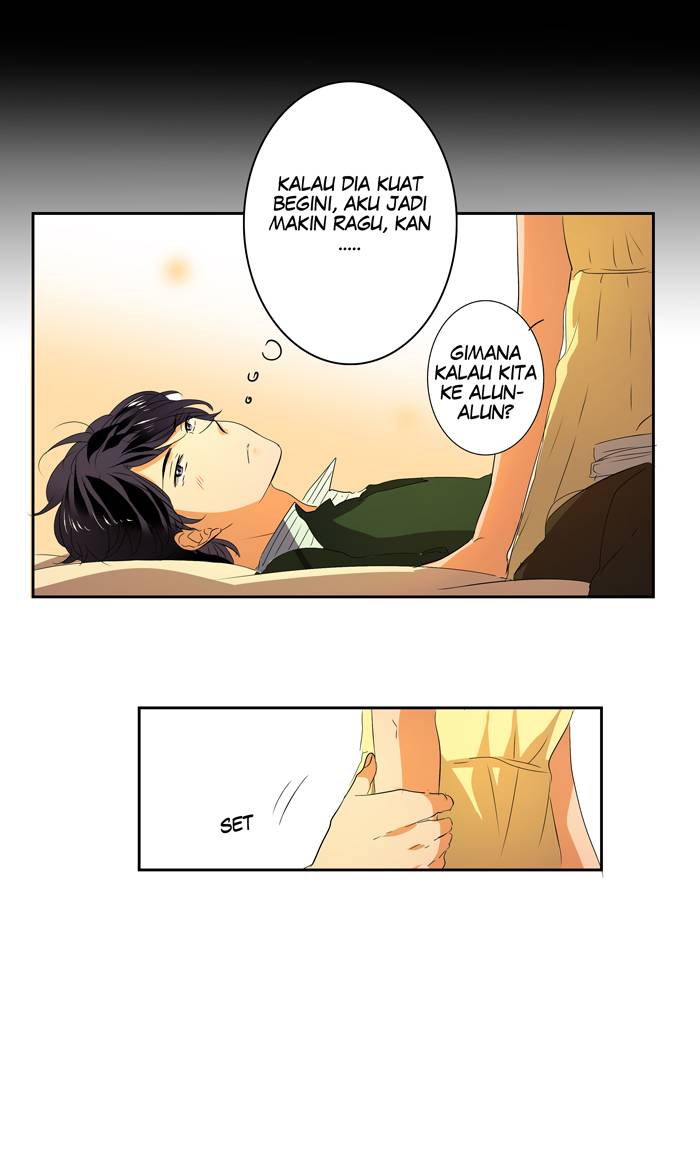 KALAU DIA KUAT
BEGINI, AKU JADI
MAKIN RAGU, KAN
.....
GIMANA
KALAU KITA
KE ALUN-
ALUN?
SET